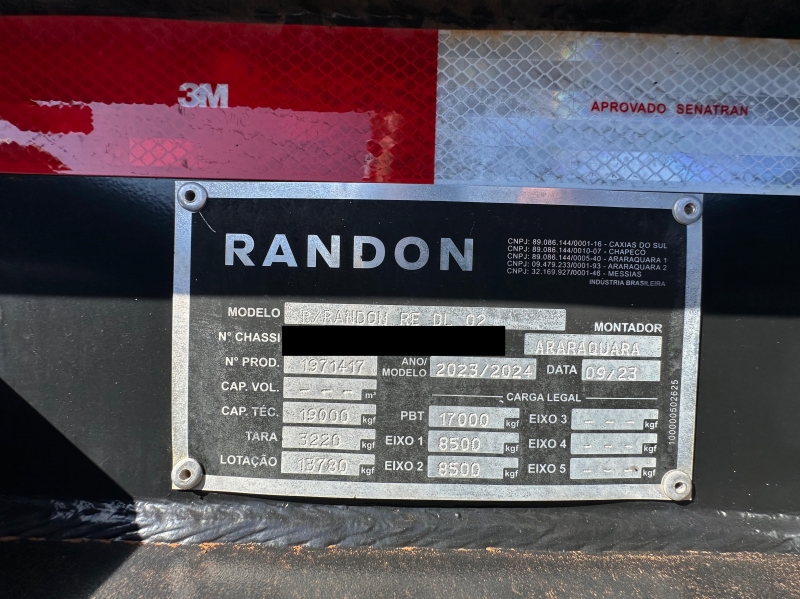 3M
APROVADO SENATRAN
RANDON
CNPJ: 89.086.144/0001-16 - CAXIAS DO SUL
CNPJ: 89.086.144/0010-07 - CHAPECO
CNPJ: 89.086.144/0005-40 - ARARAQUARA 1
CNPJ: 09.479.233/0001-93 - ARARAQUARA 2
CNPJ: 32.169.927/0001-46 - MESSIAS
INDÚSTRIA BRASILEIRA
MODELO R/RANDON RE DL 02
MONTADOR
Nº CHASSI ARARAQUARA
Nº PROD. 1971417 ANO/MODELO 2023/2024 DATA 09/23
CAP. VOL. - - - m³ CARGA LEGAL
CAP. TÉC. 19000 kgf PBT 17000 kgf EIXO 3 - - - kgf
TARA 3220 kgf EIXO 1 8500 kgf EIXO 4 - - - kgf
LOTAÇÃO 13780 kgf EIXO 2 8500 kgf EIXO 5 - - - kgf
100000502625